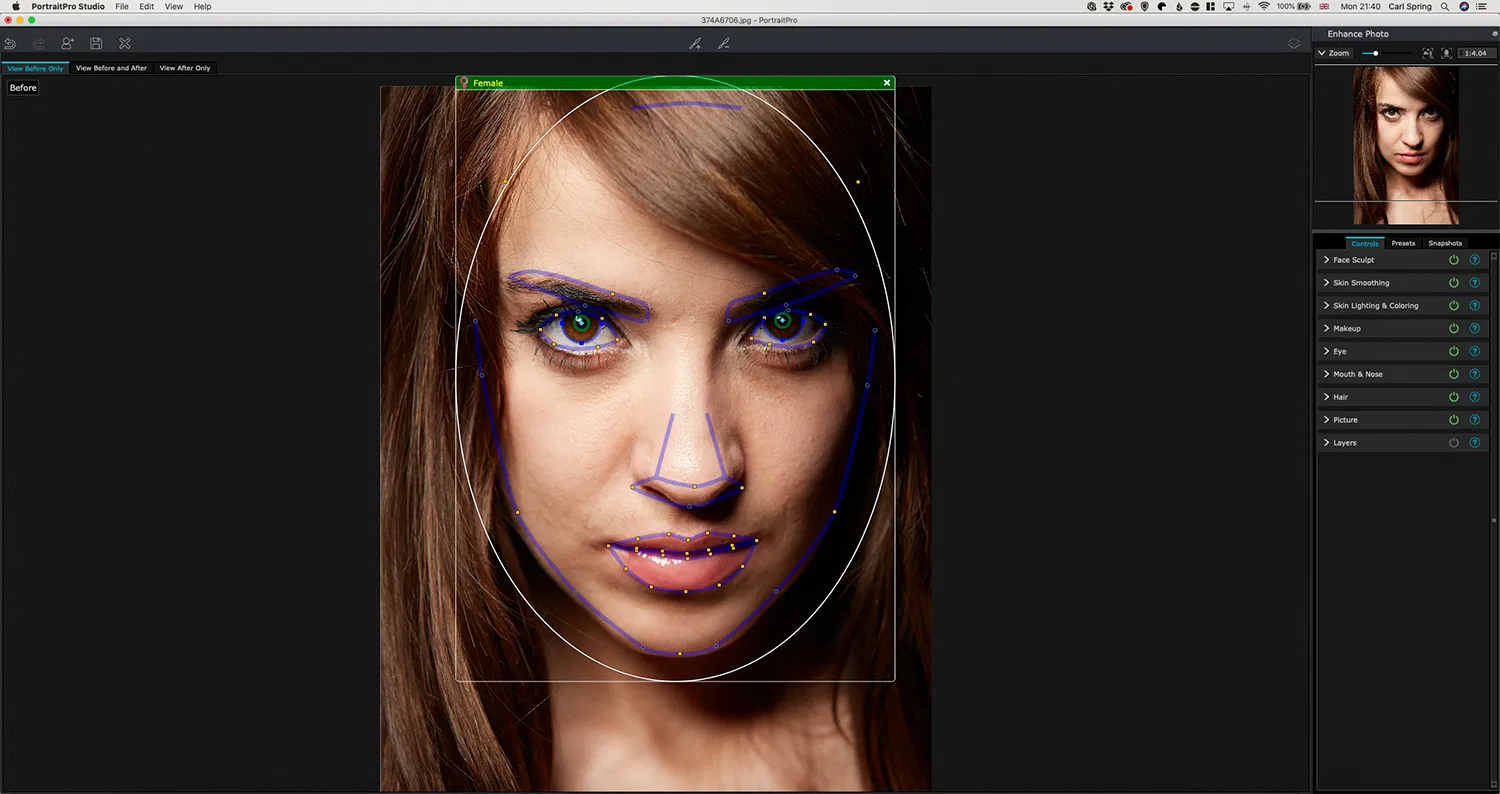 PortraitPro Studio File Edit View Help 100% Mon 21:40 Carl Spring
374A6706.jpg - PortraitPro
Enhance Photo
Zoom 1:4.04
View Before Only View Before and After View After Only
Before
Female
Controls Presets Snapshots
Face Sculpt ?
Skin Smoothing ?
Skin Lighting & Coloring ?
Makeup ?
Eye ?
Mouth & Nose ?
Hair ?
Picture ?
Layers ?